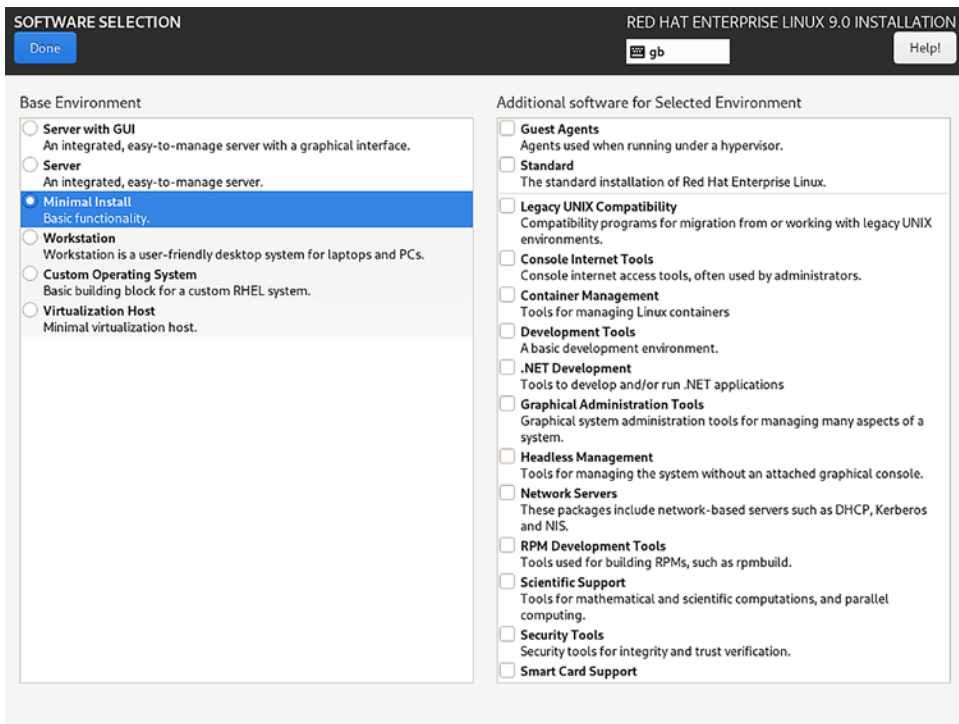 SOFTWARE SELECTION
RED HAT ENTERPRISE LINUX 9.0 INSTALLATION
Done
gb
Help!
Base Environment
Server with GUI
An integrated, easy-to-manage server with a graphical interface.
Server
An integrated, easy-to-manage server.
Minimal Install
Basic functionality.
Workstation
Workstation is a user-friendly desktop system for laptops and PCs.
Custom Operating System
Basic building block for a custom RHEL system.
Virtualization Host
Minimal virtualization host.
Additional software for Selected Environment
Guest Agents
Agents used when running under a hypervisor.
Standard
The standard installation of Red Hat Enterprise Linux.
Legacy UNIX Compatibility
Compatibility programs for migration from or working with legacy UNIX
environments.
Console Internet Tools
Console internet access tools, often used by administrators.
Container Management
Tools for managing Linux containers
Development Tools
A basic development environment.
.NET Development
Tools to develop and/or run .NET applications
Graphical Administration Tools
Graphical system administration tools for managing many aspects of a
system.
Headless Management
Tools for managing the system without an attached graphical console.
Network Servers
These packages include network-based servers such as DHCP, Kerberos
and NIS.
RPM Development Tools
Tools used for building RPMs, such as rpmbuild.
Scientific Support
Tools for mathematical and scientific computations, and parallel
computing.
Security Tools
Security tools for integrity and trust verification.
Smart Card Support